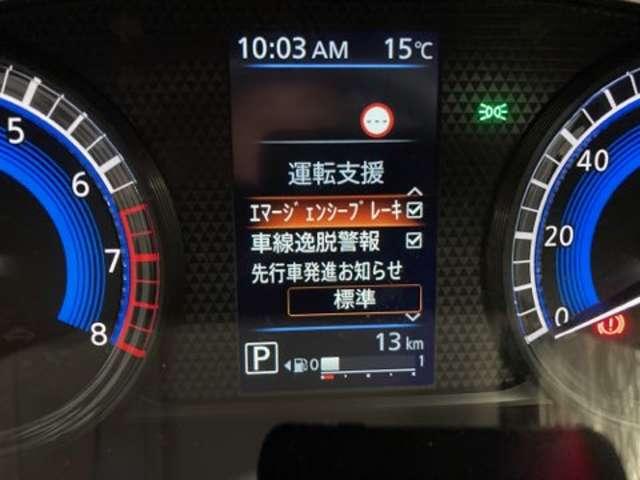 10:03 AM 15℃
---
運転支援
ｴﾏｰｼﾞｪﾝｼｰﾌﾞﾚｰｷ
車線逸脱警報
先行車発進お知らせ
標準
13 km
P 0 1
5
6
7
8
40
20
0